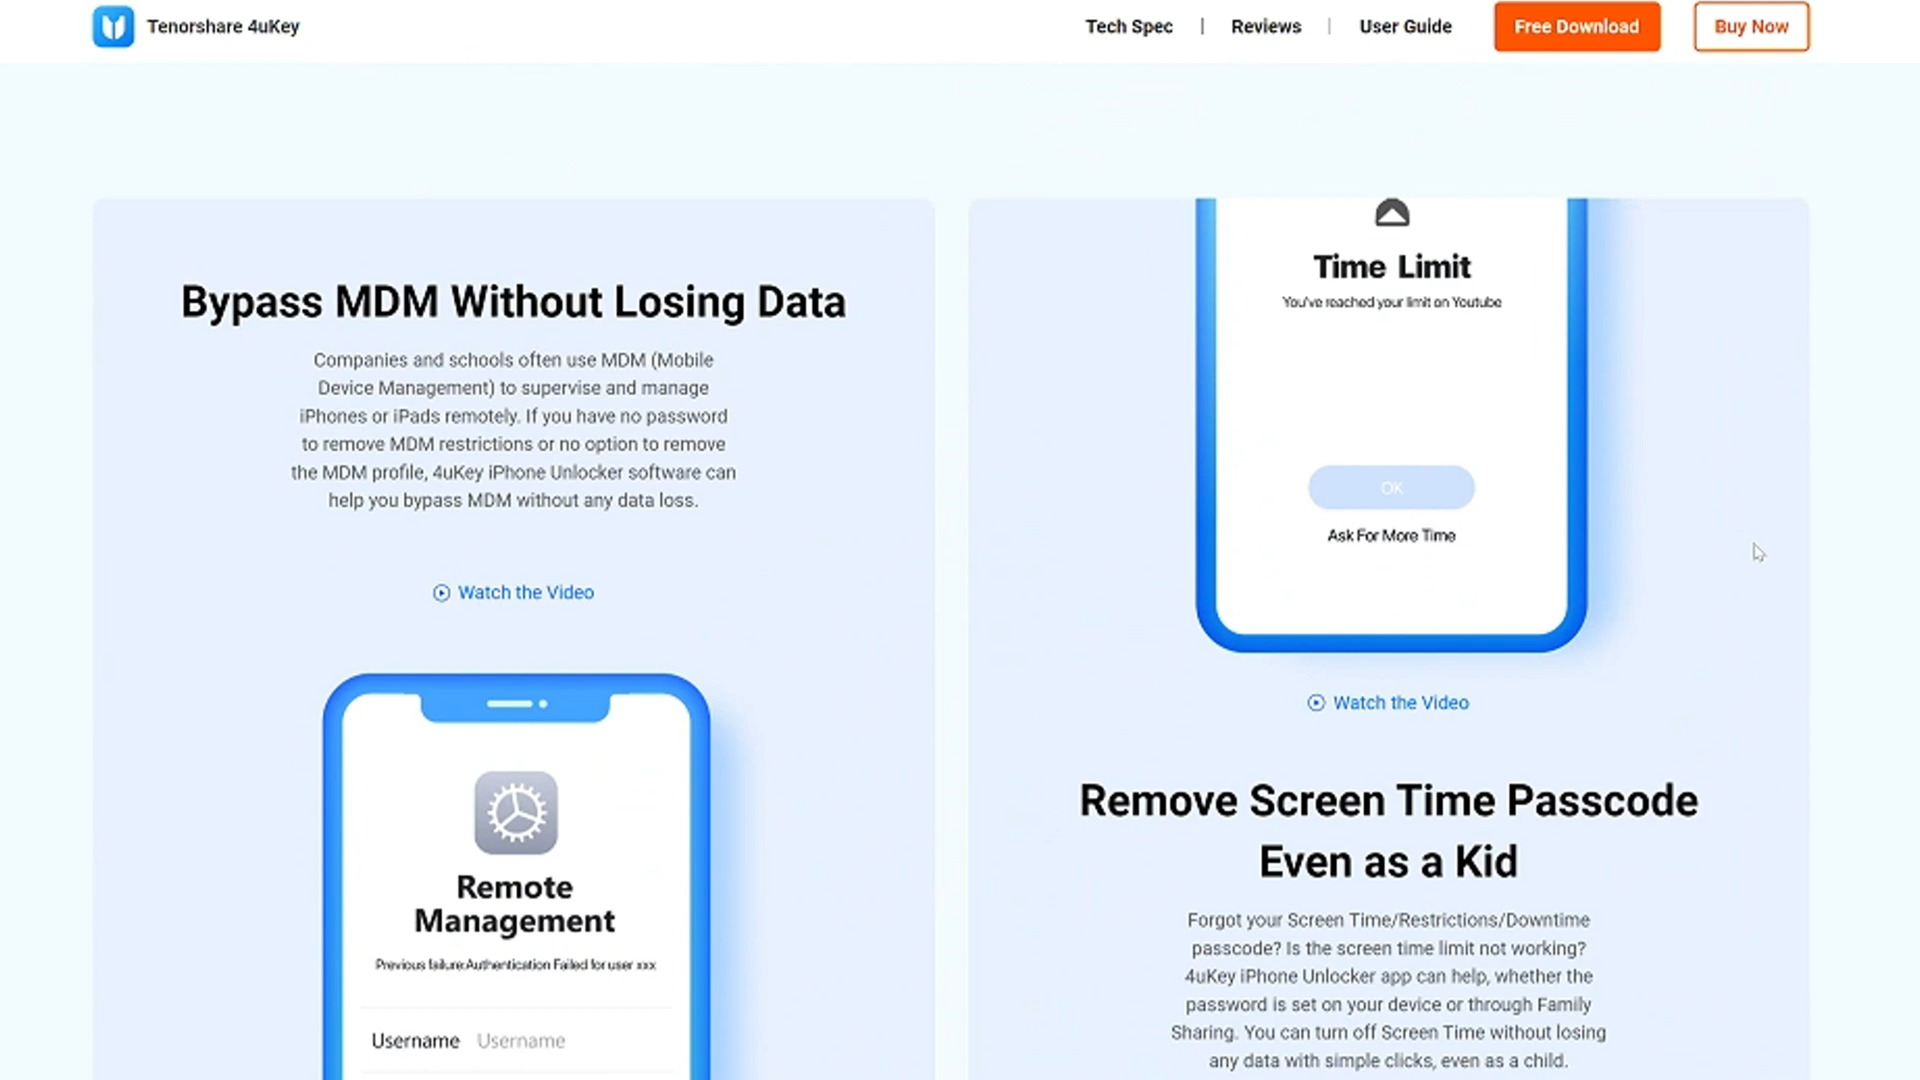 Tenorshare 4uKey
Tech Spec | Reviews | User Guide
Free Download
Buy Now
Bypass MDM Without Losing Data
Companies and schools often use MDM (Mobile
Device Management) to supervise and manage
iPhones or iPads remotely. If you have no password
to remove MDM restrictions or no option to remove
the MDM profile, 4uKey iPhone Unlocker software can
help you bypass MDM without any data loss.
Watch the Video
Remote
Management
Previous failure:Authentication Failed for user xxx
Username Username
Time Limit
You've reached your limit on Youtube
OK
Ask For More Time
Watch the Video
Remove Screen Time Passcode
Even as a Kid
Forgot your Screen Time/Restrictions/Downtime
passcode? Is the screen time limit not working?
4uKey iPhone Unlocker app can help, whether the
password is set on your device or through Family
Sharing. You can turn off Screen Time without losing
any data with simple clicks, even as a child.